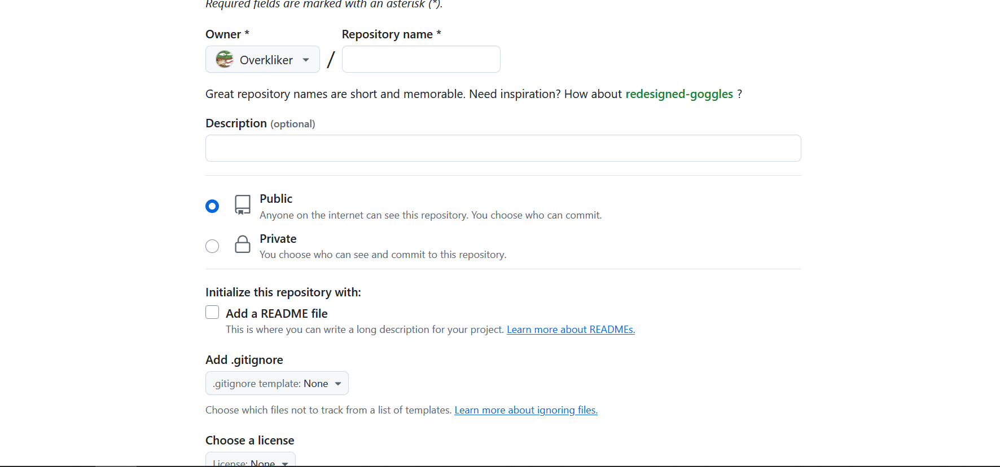 Required fields are marked with an asterisk (*).
Owner * Repository name *
Overkliker /
Great repository names are short and memorable. Need inspiration? How about redesigned-goggles ?
Description (optional)
Public
Anyone on the internet can see this repository. You choose who can commit.
Private
You choose who can see and commit to this repository.
Initialize this repository with:
Add a README file
This is where you can write a long description for your project. Learn more about READMEs.
Add .gitignore
.gitignore template: None
Choose which files not to track from a list of templates. Learn more about ignoring files.
Choose a license
License: None